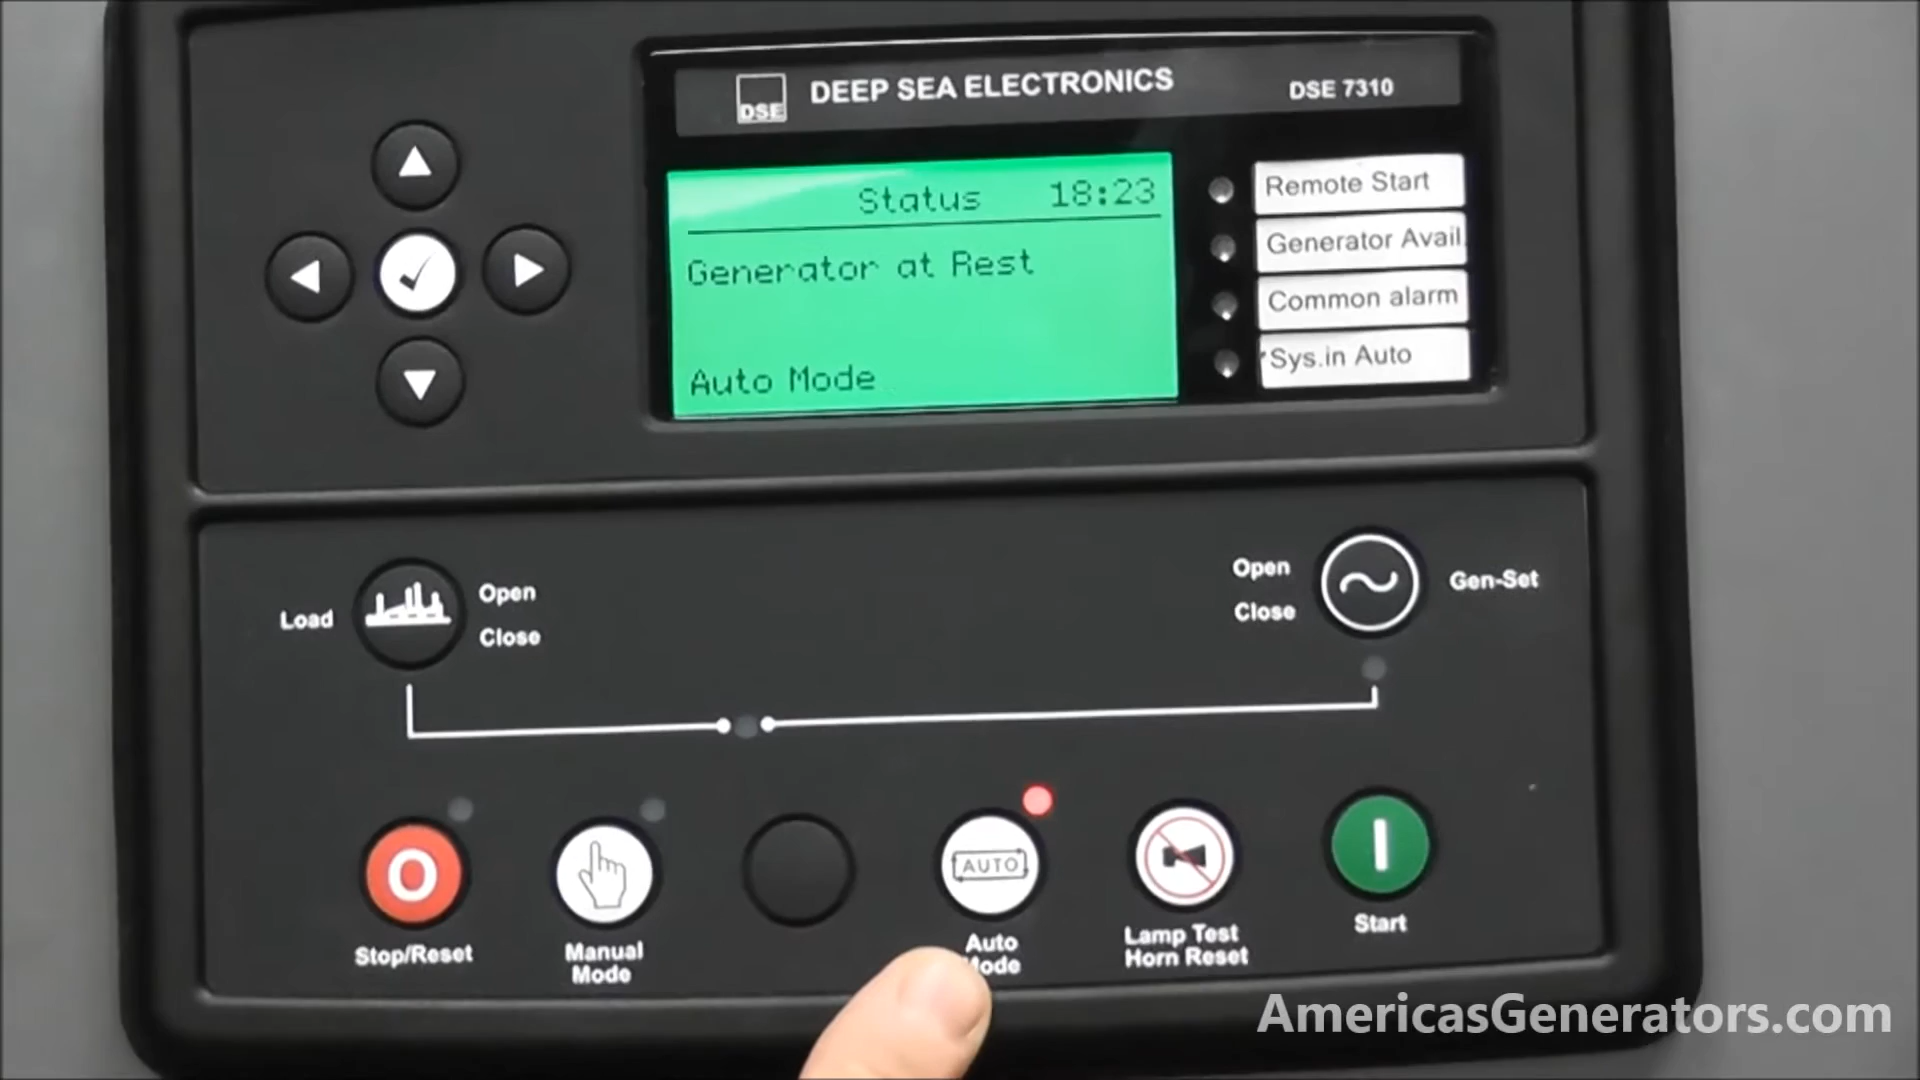 DSE DEEP SEA ELECTRONICS DSE 7310
Status 18:23
Generator at Rest
Auto Mode
Remote Start
Generator Avail
Common alarm
Sys.in Auto
Load
Open
Close
Open
Close
Gen-Set
O
Stop/Reset
Manual
Mode
AUTO
Auto
Mode
Lamp Test
Horn Reset
I
Start
AmericasGenerators.com